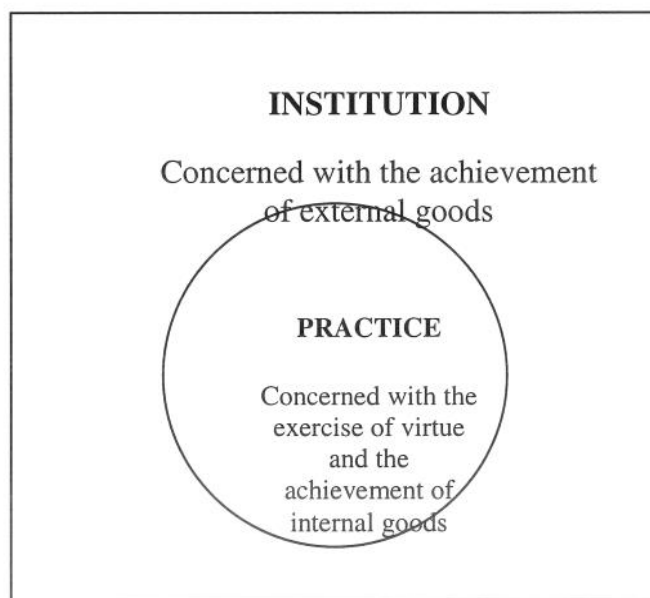 INSTITUTION
Concerned with the achievement
of external goods
PRACTICE
Concerned with the
exercise of virtue
and the
achievement of
internal goods